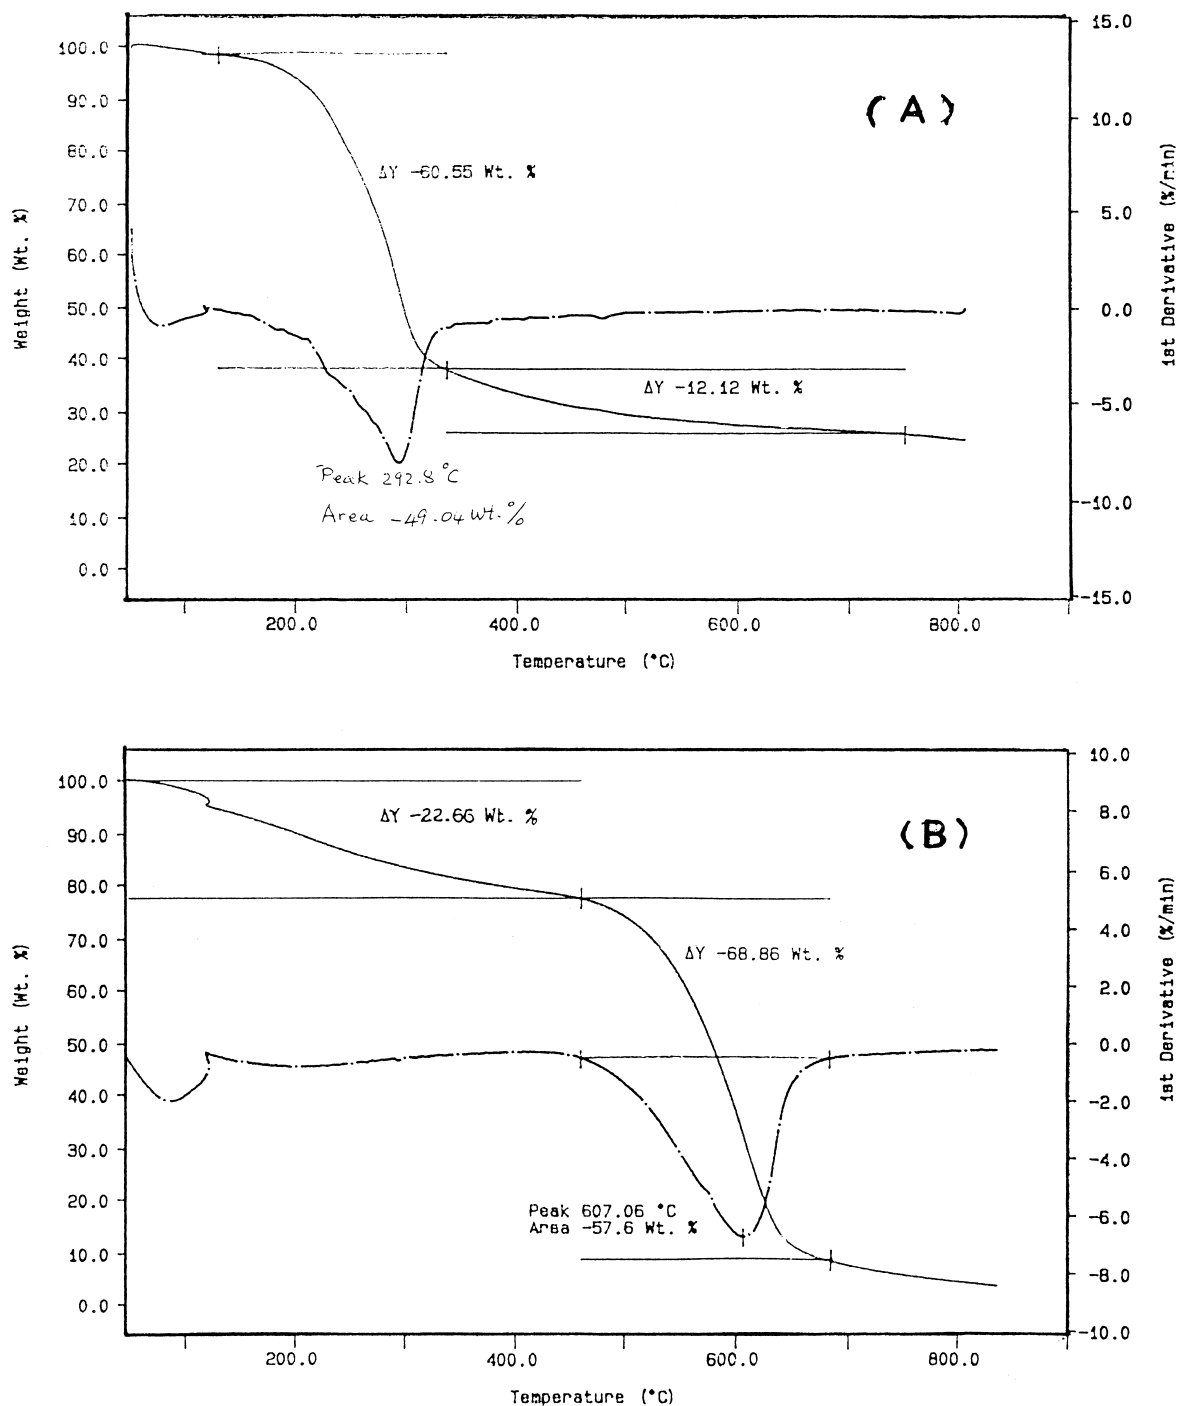 15.0
100.0
90.0
(A)
10.0
80.0
ΔY -60.55 Wt. %
70.0
5.0
60.0
50.0
0.0
40.0
ΔY -12.12 Wt. %
30.0
-5.0
20.0
Peak 292.8°C
-10.0
10.0
Area -49.04 Wt.%
0.0
-15.0
200.0 400.0 600.0 800.0
Temperature (°C)
Weight (Wt. %)
1st Derivative (%/min)
10.0
100.0
8.0
ΔY -22.66 Wt. %
90.0
(B)
6.0
80.0
4.0
70.0
ΔY -68.86 Wt. %
60.0
2.0
50.0
0.0
40.0
-2.0
30.0
-4.0
20.0
Peak 607.06 °C
-6.0
Area -57.6 Wt. %
10.0
-8.0
0.0
-10.0
200.0 400.0 600.0 800.0
Temperature (°C)
Weight (Wt. %)
1st Derivative (%/min)